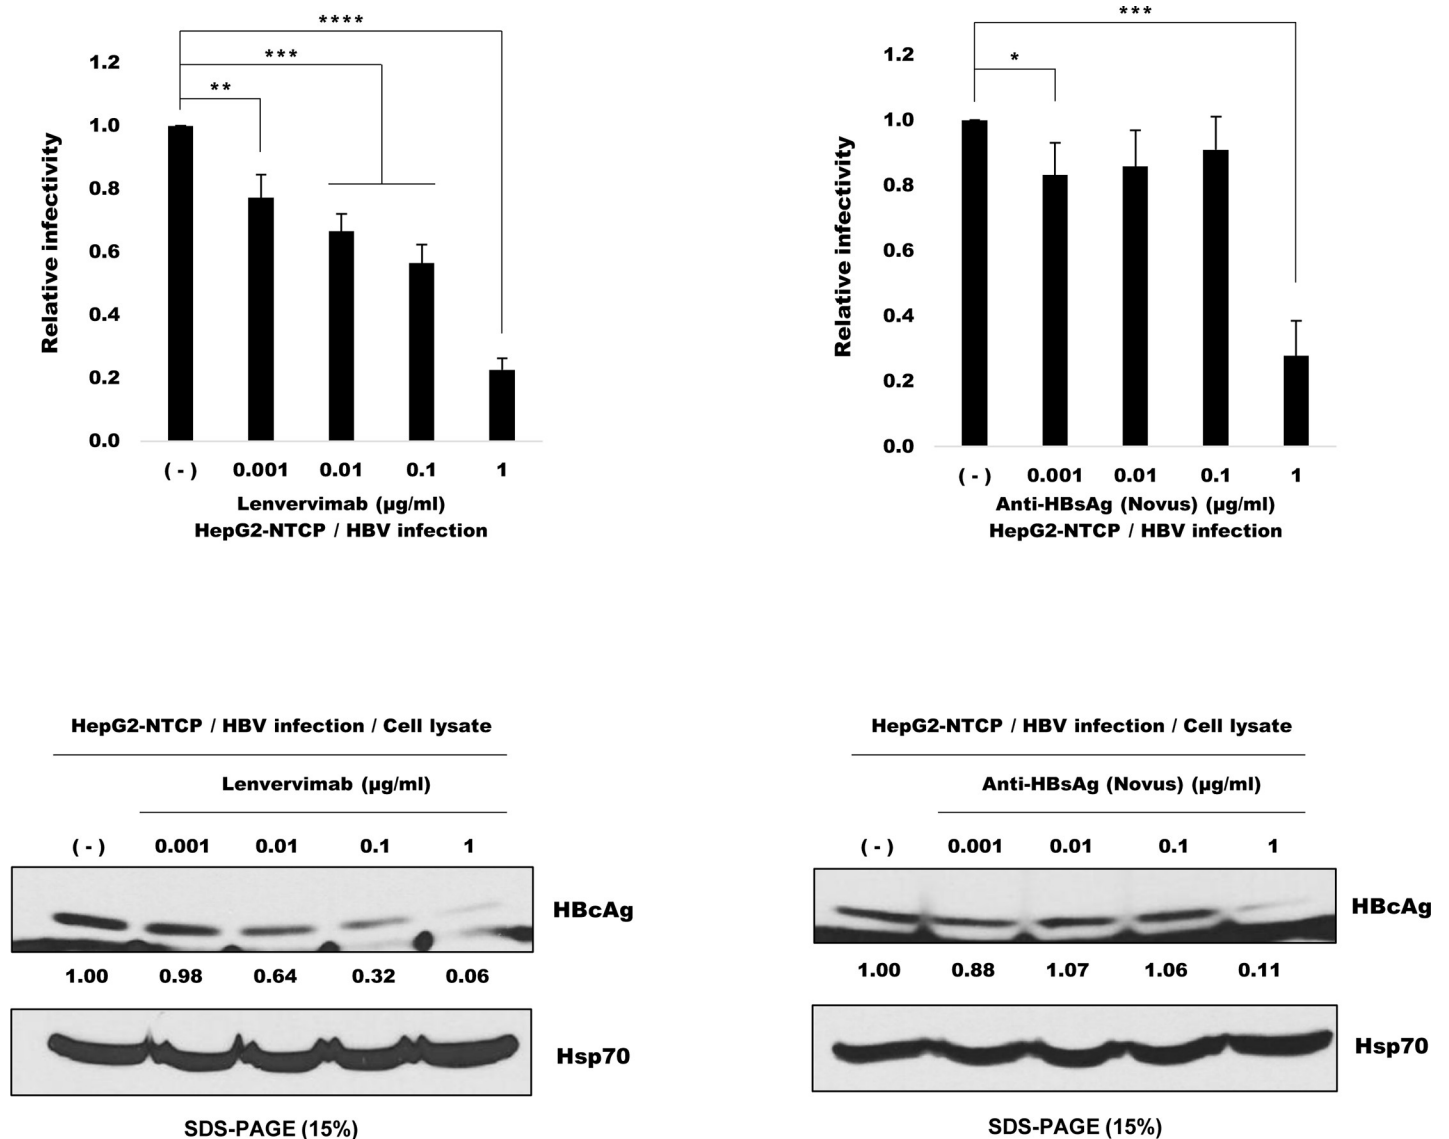 ****
***
**
1.2
1.0
0.8
0.6
0.4
0.2
0.0
Relative infectivity
(-) 0.001 0.01 0.1 1
Lenvervimab (µg/ml)
HepG2-NTCP / HBV infection
***
*
1.2
1.0
0.8
0.6
0.4
0.2
0.0
Relative infectivity
(-) 0.001 0.01 0.1 1
Anti-HBsAg (Novus) (µg/ml)
HepG2-NTCP / HBV infection
HepG2-NTCP / HBV infection / Cell lysate
Lenvervimab (µg/ml)
(-) 0.001 0.01 0.1 1
HBcAg
1.00 0.98 0.64 0.32 0.06
Hsp70
SDS-PAGE (15%)
HepG2-NTCP / HBV infection / Cell lysate
Anti-HBsAg (Novus) (µg/ml)
(-) 0.001 0.01 0.1 1
HBcAg
1.00 0.88 1.07 1.06 0.11
Hsp70
SDS-PAGE (15%)